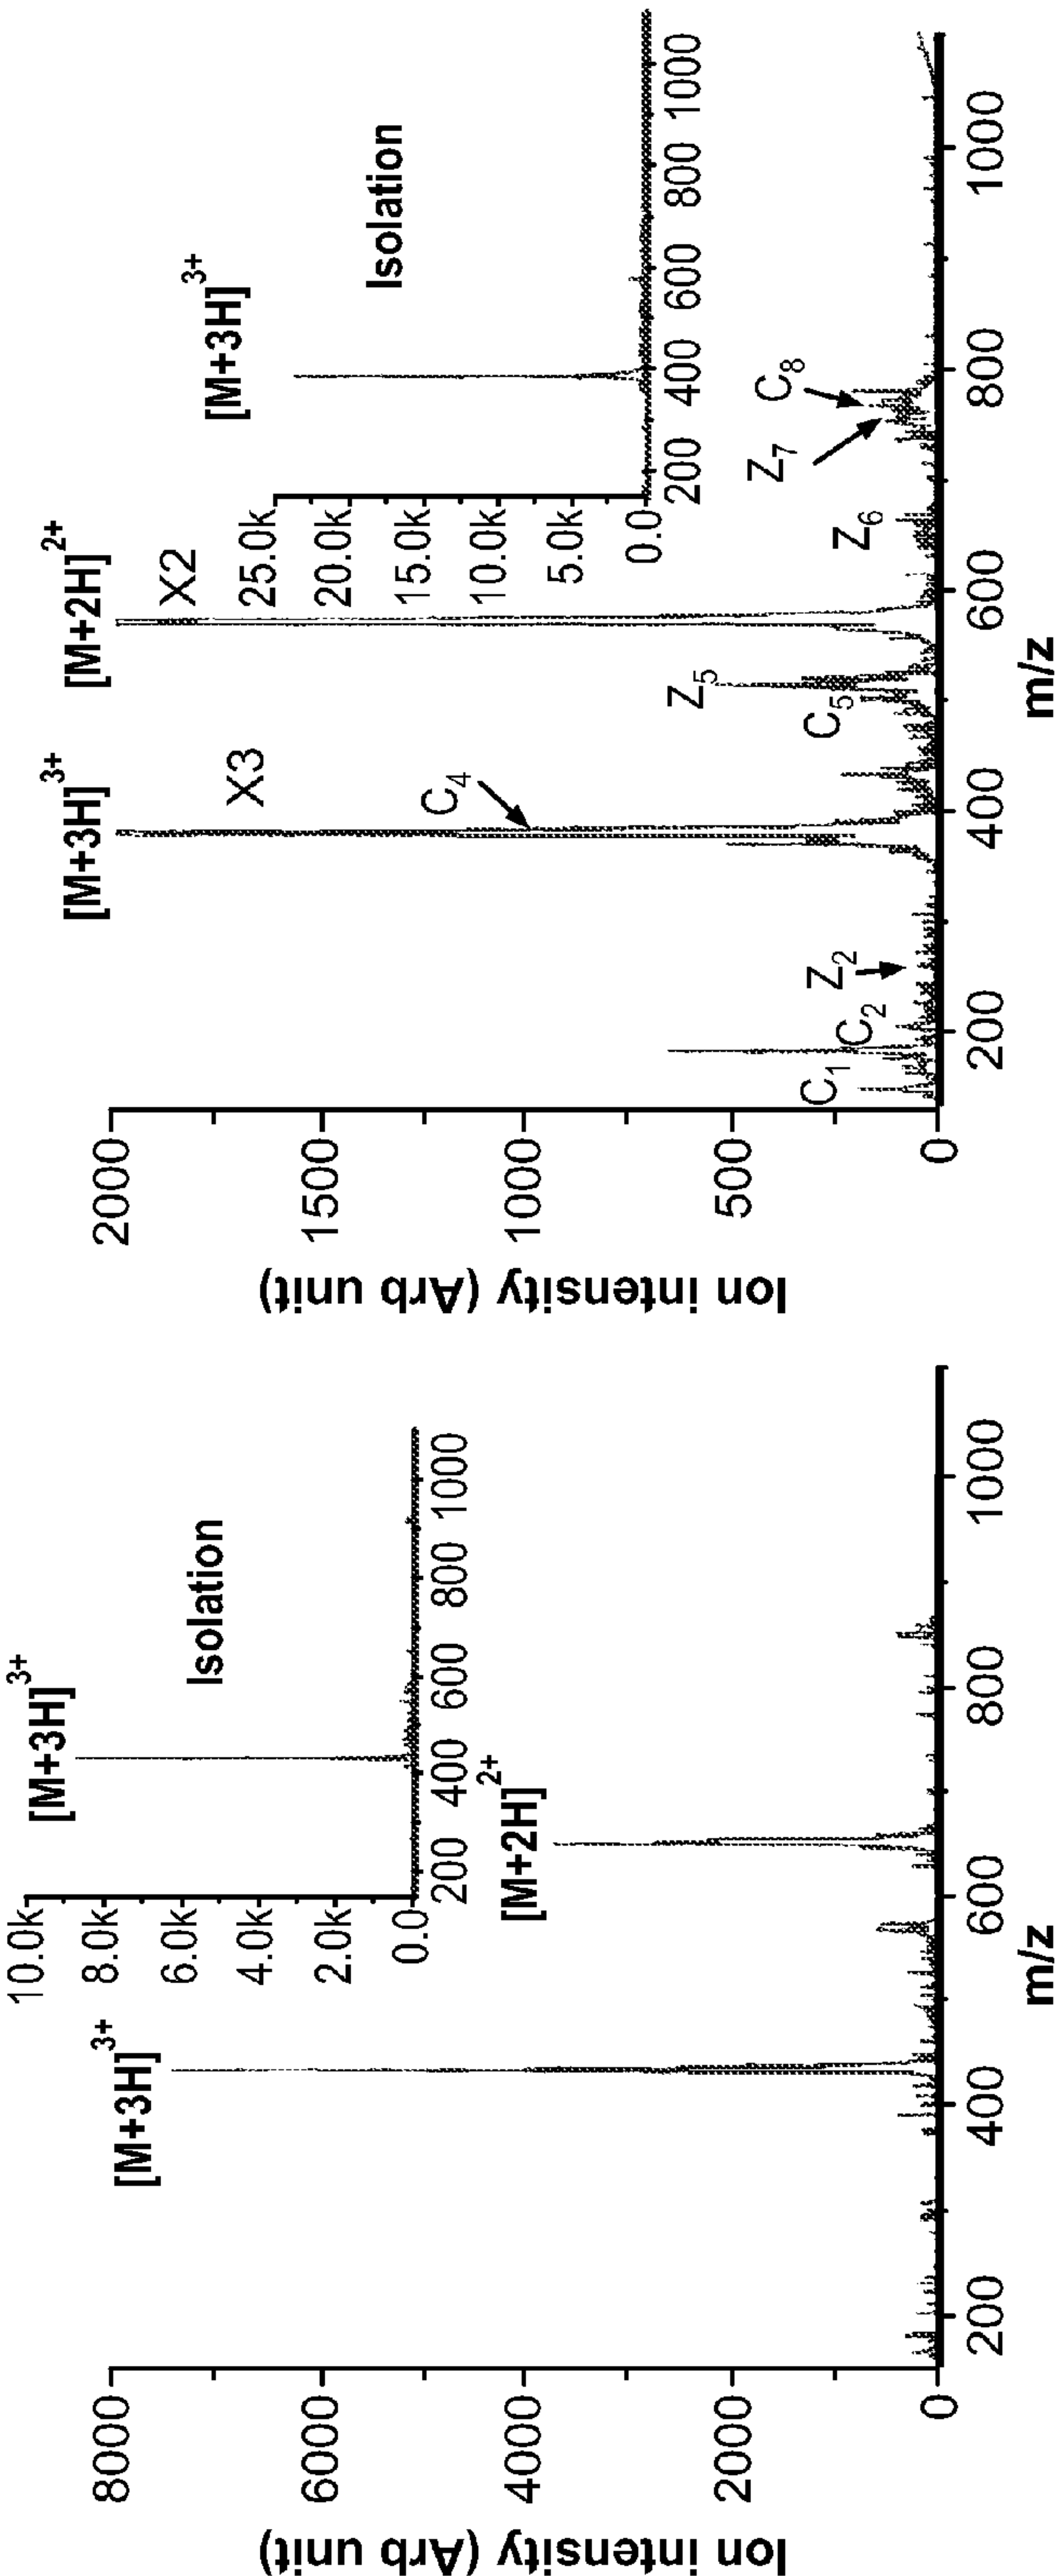 Ion intensity (Arb unit)
8000
6000
4000
2000
0
200
400
600
800
1000
m/z
[M+3H]³⁺
[M+2H]²⁺
10.0k
8.0k
6.0k
4.0k
2.0k
0.0
200 400 600 800 1000
[M+3H]³⁺
Isolation
Ion intensity (Arb unit)
2000
1500
1000
500
0
200
400
600
800
1000
m/z
[M+3H]³⁺
X3
[M+2H]²⁺
X2
C₁
C₂
Z₂
C₄
C₅
Z₅
Z₆
Z₇
C₈
25.0k
20.0k
15.0k
10.0k
5.0k
0.0
200 400 600 800 1000
[M+3H]³⁺
Isolation